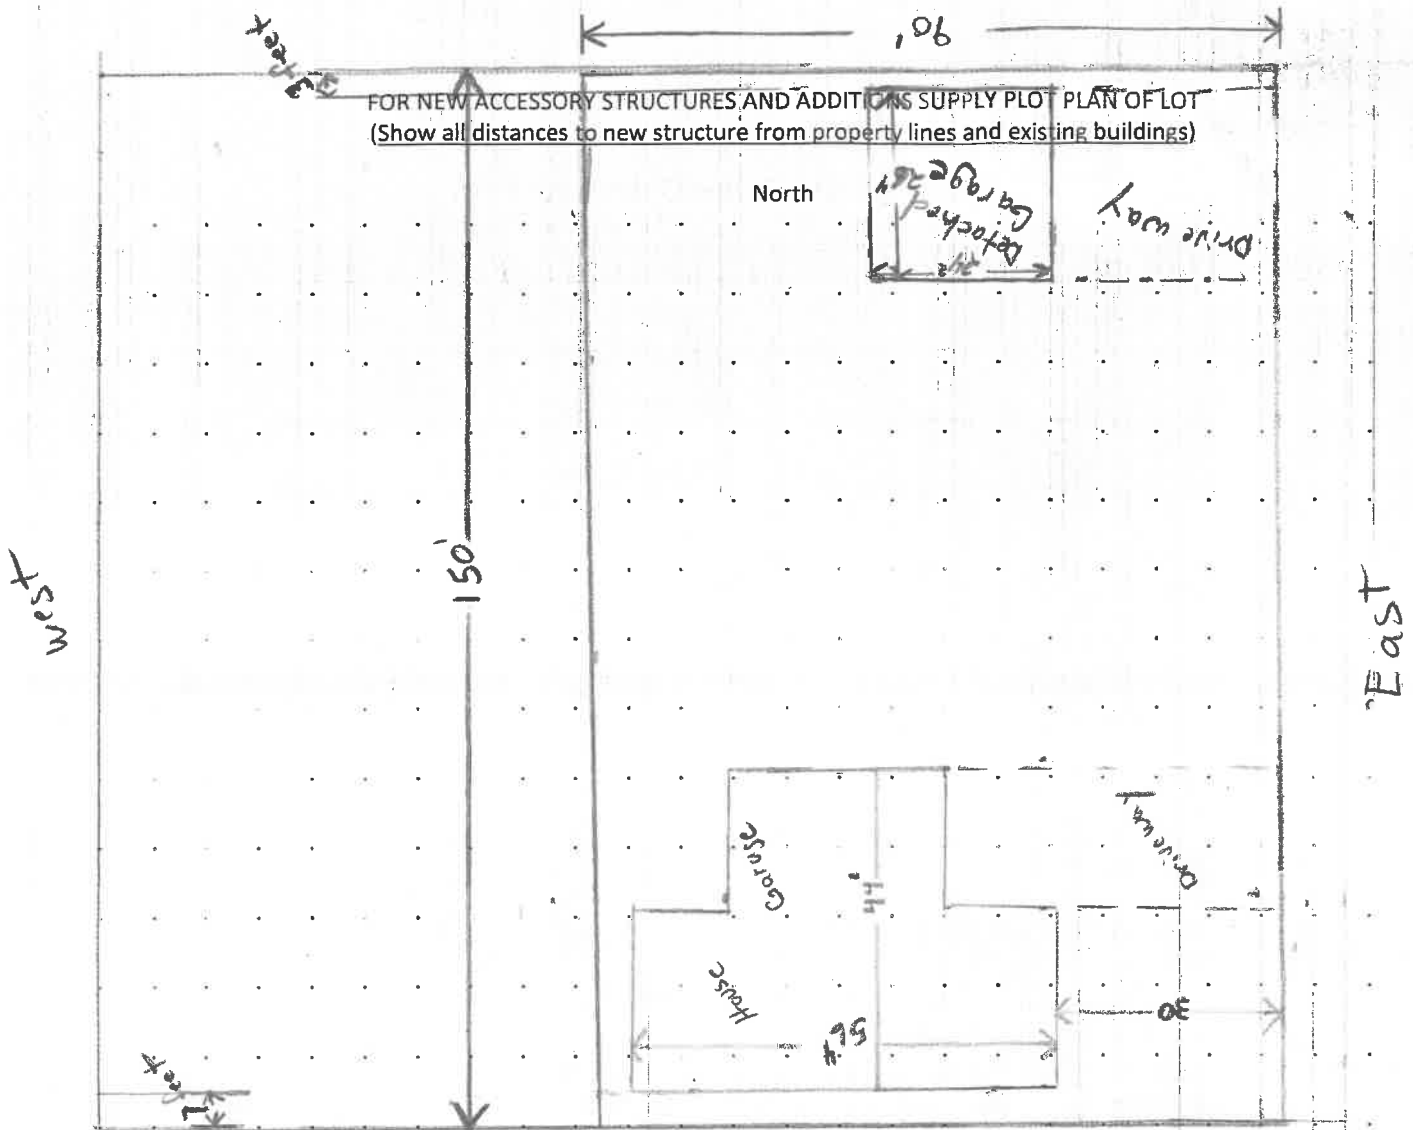 90'
3 feet
FOR NEW ACCESSORY STRUCTURES AND ADDITIONS SUPPLY PLOT PLAN OF LOT
(Show all distances to new structure from property lines and existing buildings)
North
Detached
Garage
24'
Drive way
150'
West
East
Driveway
Garage
44'
House
56'
30
feet